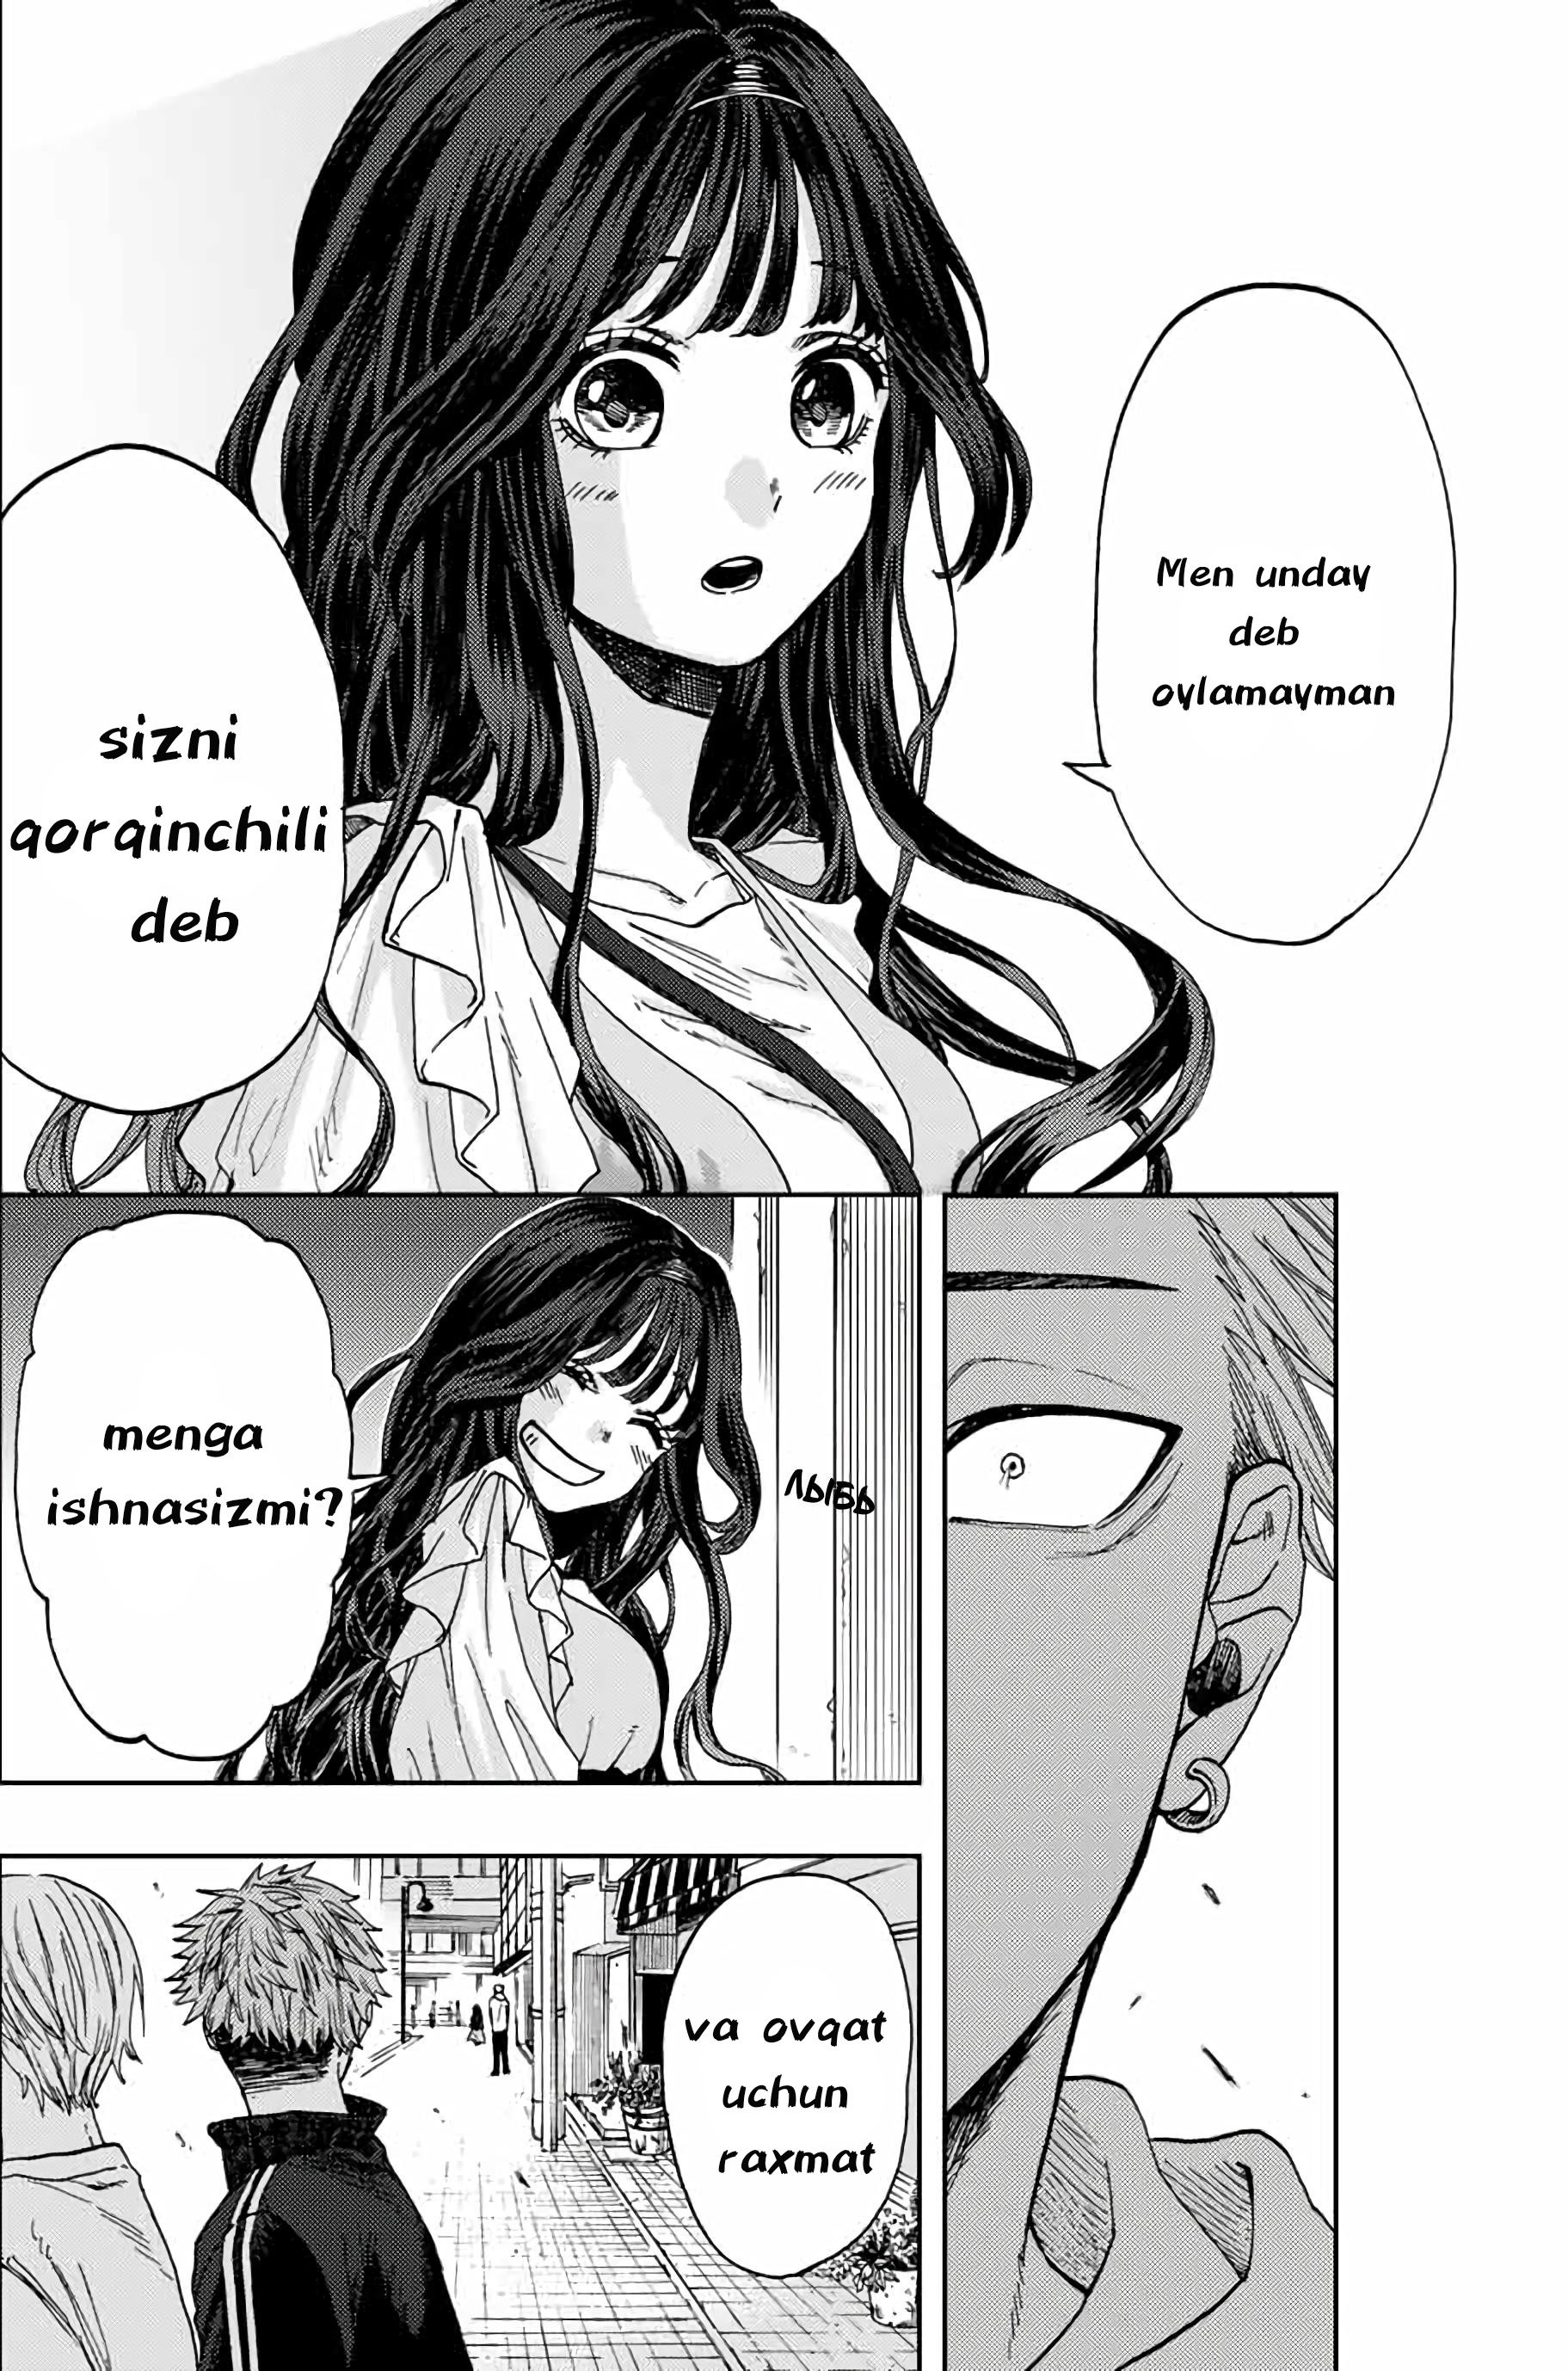 Men unday
deb
oylamayman
sizni
qorqinchili
deb
menga
ishnasizmi?
лыбь
va ovqat
uchun
raxmat